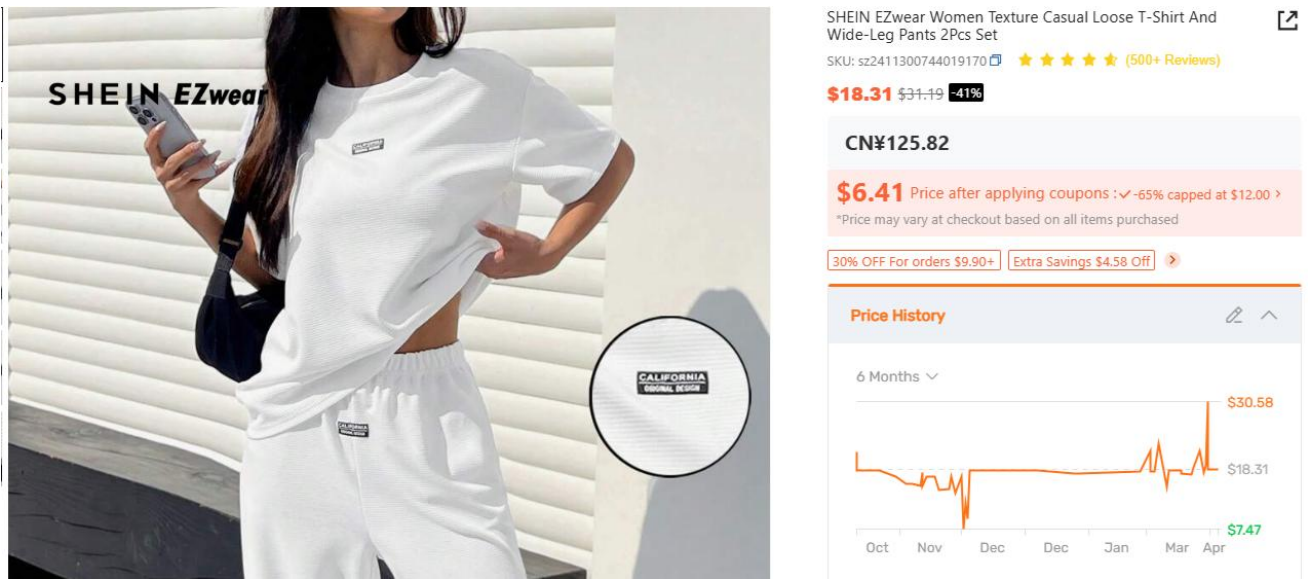 SHEIN EZwear
CALIFORNIA
CALIFORNIA
ORIGINAL DESIGN
CALIFORNIA
SHEIN EZwear Women Texture Casual Loose T-Shirt And
Wide-Leg Pants 2Pcs Set
SKU: sz2411300744019170 (500+ Reviews)
$18.31 $31.19 -41%
CN¥125.82
$6.41 Price after applying coupons : -65% capped at $12.00 >
*Price may vary at checkout based on all items purchased
30% OFF For orders $9.90+ Extra Savings $4.58 Off
Price History
6 Months
$30.58
$18.31
$7.47
Oct Nov Dec Dec Jan Mar Apr